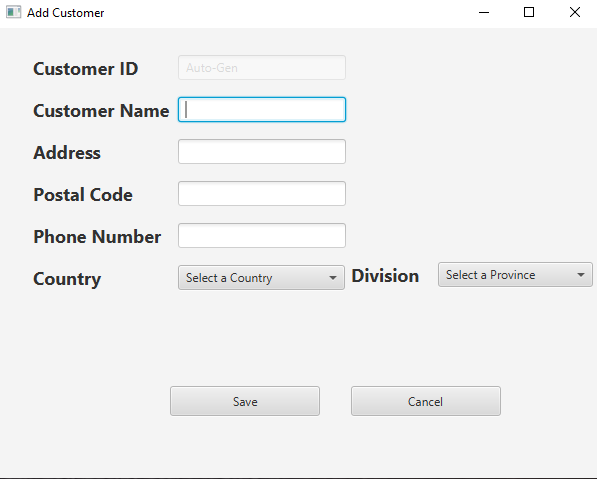 Add Customer
Customer ID Auto-Gen
Customer Name
Address
Postal Code
Phone Number
Country Select a Country Division Select a Province
Save Cancel